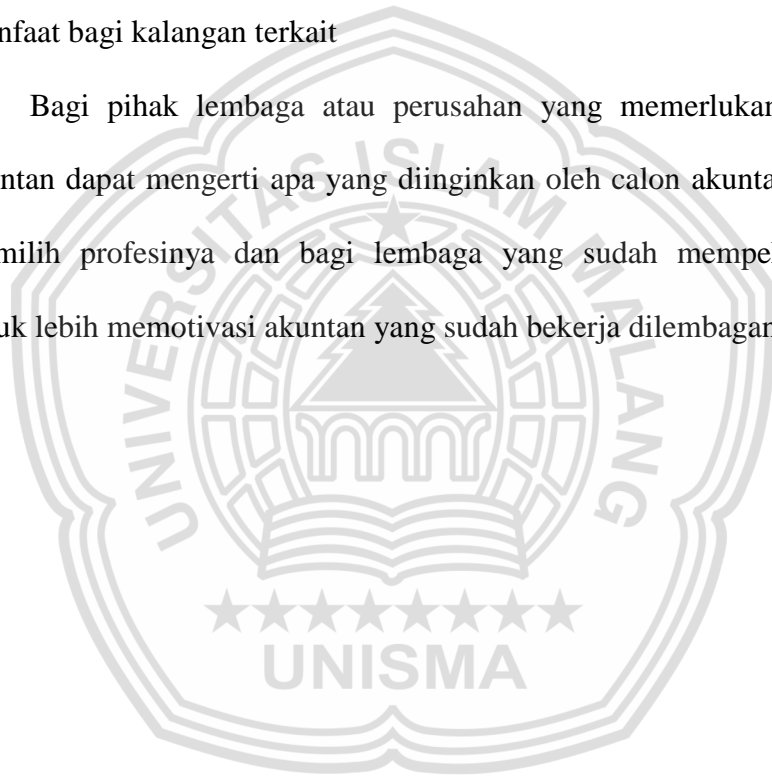 nfaat bagi kalangan terkait
Bagi pihak lembaga atau perusahan yang memerlukan
ntan dapat mengerti apa yang diinginkan oleh calon akunta
milih profesinya dan bagi lembaga yang sudah mempe
uk lebih memotivasi akuntan yang sudah bekerja dilembagan
UNIVERSITAS ISLAM MALANG
UNISMA